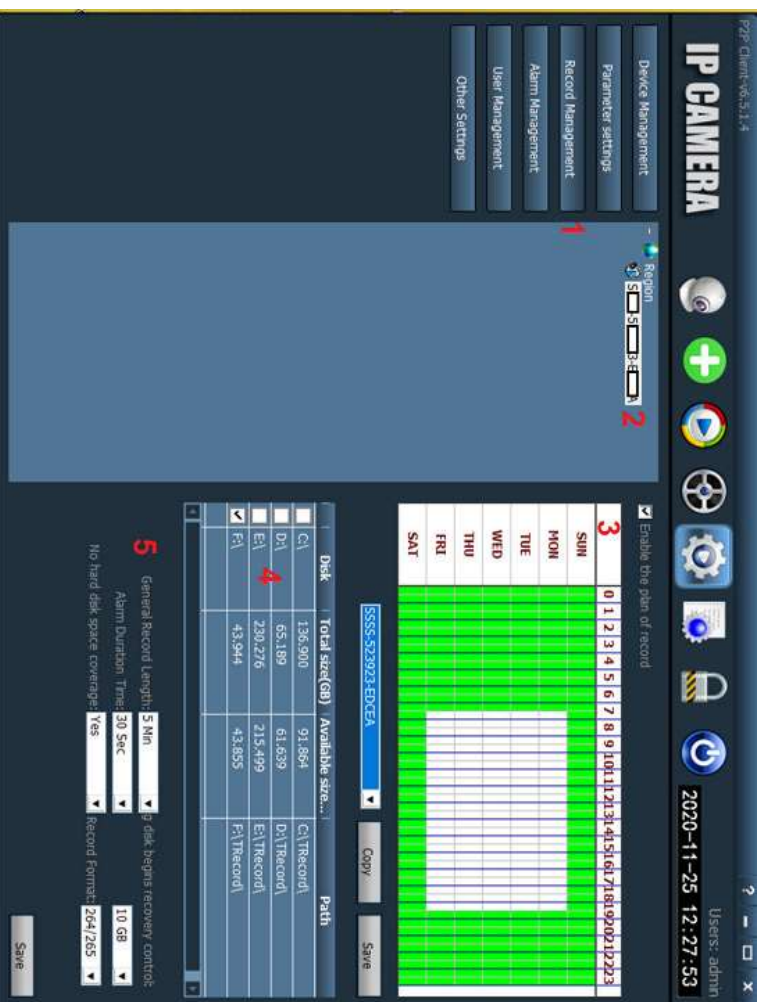 P2P Client-v6.5.1.4
? – □ ×
IP CAMERA
Users: admin
2020-11-25 12:27:53
Device Management
Parameter settings
Record Management
Alarm Management
User Management
Other Settings
1
Region
2
Enable the plan of record
3
0 1 2 3 4 5 6 7 8 9 10 11 12 13 14 15 16 17 18 19 20 21 22 23
SUN
MON
TUE
WED
THU
FRI
SAT
SSSS-523923-EDCEA
Copy
Save
Disk Total size(GB) Available size... Path
C:\ 136.900 91.864 C:\TRecord\
D:\ 65.189 61.639 D:\TRecord\
E:\ 230.276 215.499 E:\TRecord\
F:\ 43.944 43.855 F:\TRecord\
4
5
General Record Length: 5 Min g disk begins recovery control: 10 GB
Alarm Duration Time: 30 Sec
No hard disk space coverage: Yes Record Format: 264/265
Save